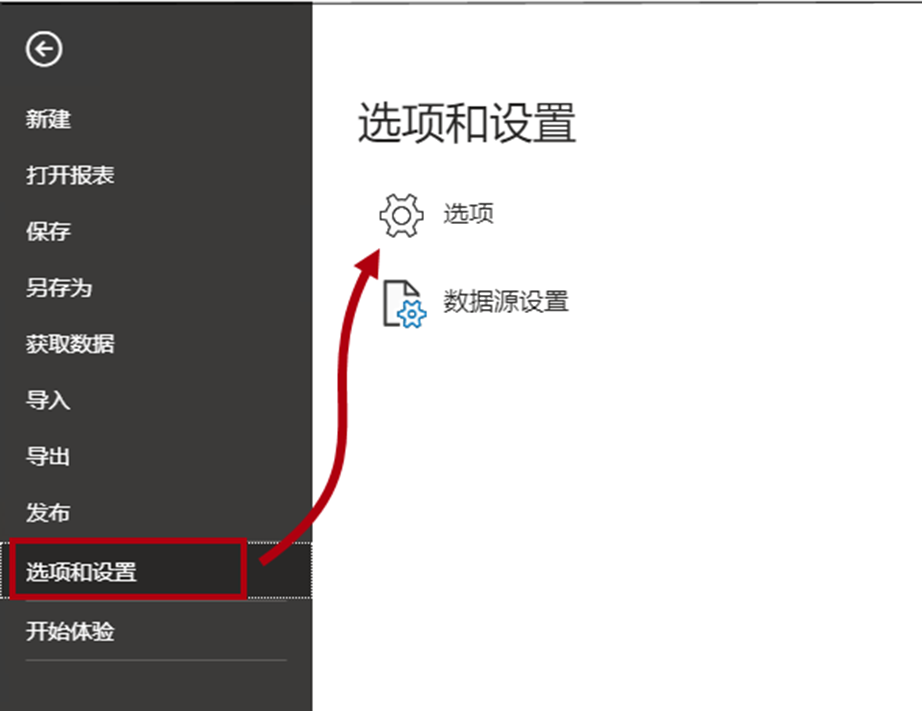 新建
打开报表
保存
另存为
获取数据
导入
导出
发布
选项和设置
开始体验
选项和设置
选项
数据源设置